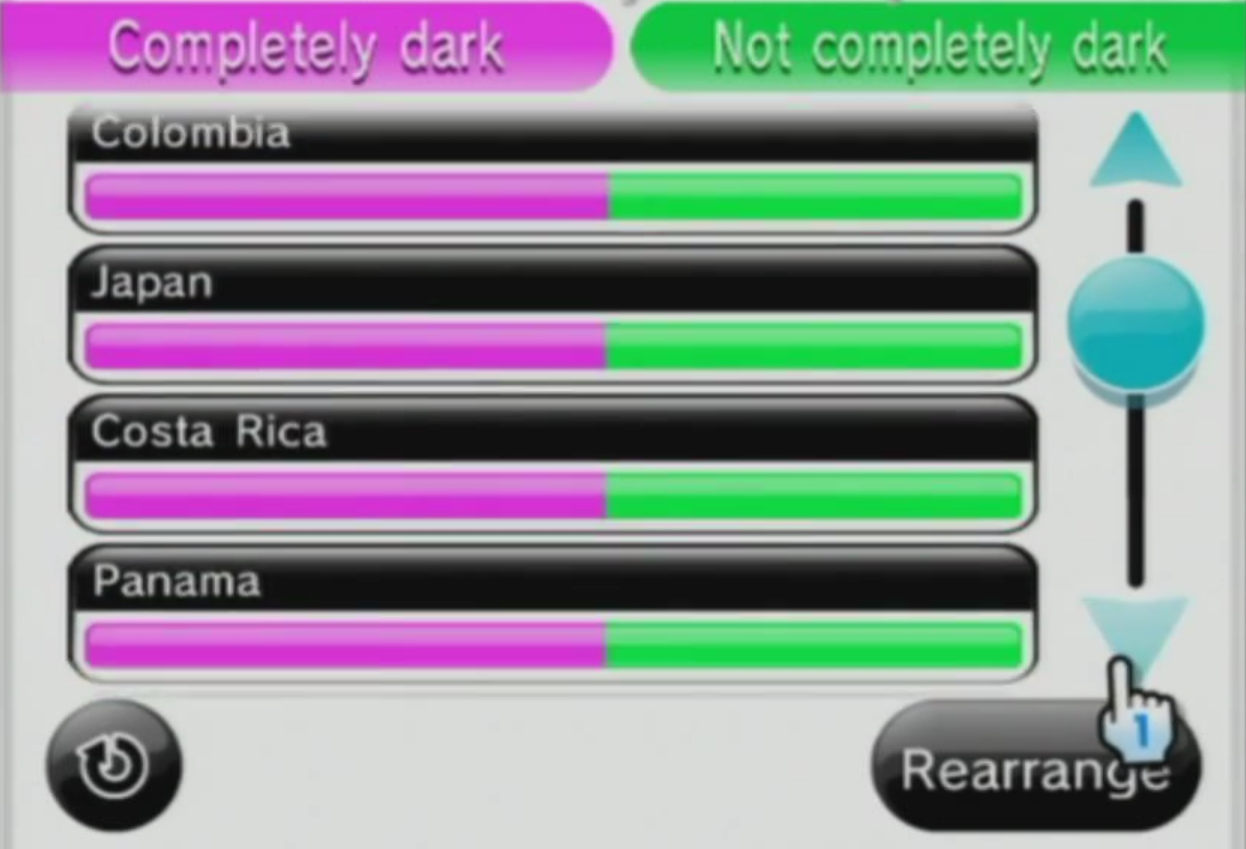 Completely dark
Not completely dark
Colombia
Japan
Costa Rica
Panama
Rearrange
1